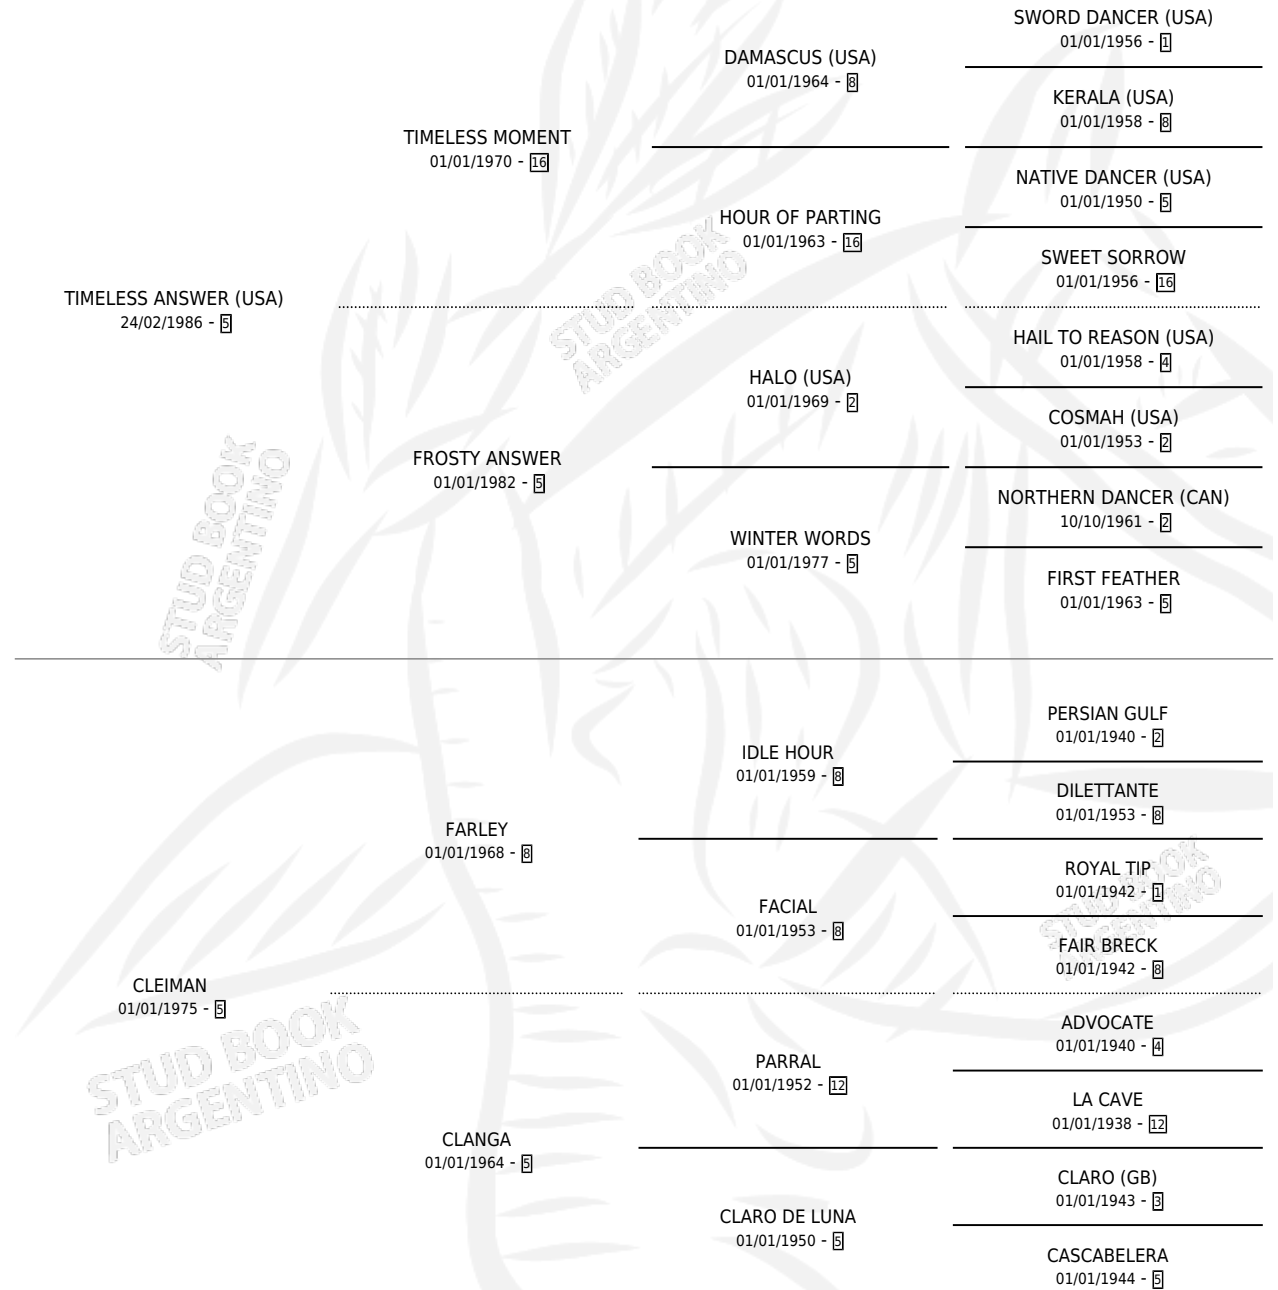 SWORD DANCER (USA)
01/01/1956 - 1
DAMASCUS (USA)
01/01/1964 - 8
KERALA (USA)
01/01/1958 - 8
TIMELESS MOMENT
01/01/1970 - 16
NATIVE DANCER (USA)
01/01/1950 - 5
HOUR OF PARTING
01/01/1963 - 16
SWEET SORROW
01/01/1956 - 16
TIMELESS ANSWER (USA)
24/02/1986 - 5
HAIL TO REASON (USA)
01/01/1958 - 4
HALO (USA)
01/01/1969 - 2
COSMAH (USA)
01/01/1953 - 2
FROSTY ANSWER
01/01/1982 - 5
NORTHERN DANCER (CAN)
10/10/1961 - 2
WINTER WORDS
01/01/1977 - 5
FIRST FEATHER
01/01/1963 - 5
PERSIAN GULF
01/01/1940 - 2
IDLE HOUR
01/01/1959 - 8
DILETTANTE
01/01/1953 - 8
FARLEY
01/01/1968 - 8
ROYAL TIP
01/01/1942 - 1
FACIAL
01/01/1953 - 8
FAIR BRECK
01/01/1942 - 8
CLEIMAN
01/01/1975 - 5
ADVOCATE
01/01/1940 - 4
PARRAL
01/01/1952 - 12
LA CAVE
01/01/1938 - 12
CLANGA
01/01/1964 - 5
CLARO (GB)
01/01/1943 - 3
CLARO DE LUNA
01/01/1950 - 5
CASCABELERA
01/01/1944 - 5
STUD BOOK
ARGENTINO
STUD BOOK
ARGENTINO
STUD BOOK
ARGENTINO
STUD BOOK
ARGENTINO